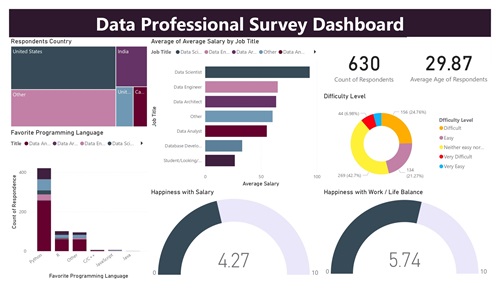 Data Professional Survey Dashboard
Respondents Country
United States
India
Other
Unit...
Ca...
Average of Average Salary by Job Title
Job Title Data Sci... Data En... Data Ar... Other Data An...
Job Title
Data Scientist
Data Engineer
Data Architect
Other
Data Analyst
Database Develo...
Student/Looking/...
0 50 100
Average Salary
630
Count of Respondents
29.87
Average Age of Respondents
Difficulty Level
44 (6.98%)
156 (24.76%)
134
(21.27%)
269 (42.7%)
Difficulty Level
Difficult
Easy
Neither easy nor...
Very Difficult
Very Easy
Favorite Programming Language
Title Data An... Data Ar... Data En... Data Sci...
Count of Respondent
400
200
0
Python
R
Other
C/C++
JavaScript
Java
Favorite Programming Language
Happiness with Salary
4.27
0
10
Happiness with Work / Life Balance
5.74
0
10